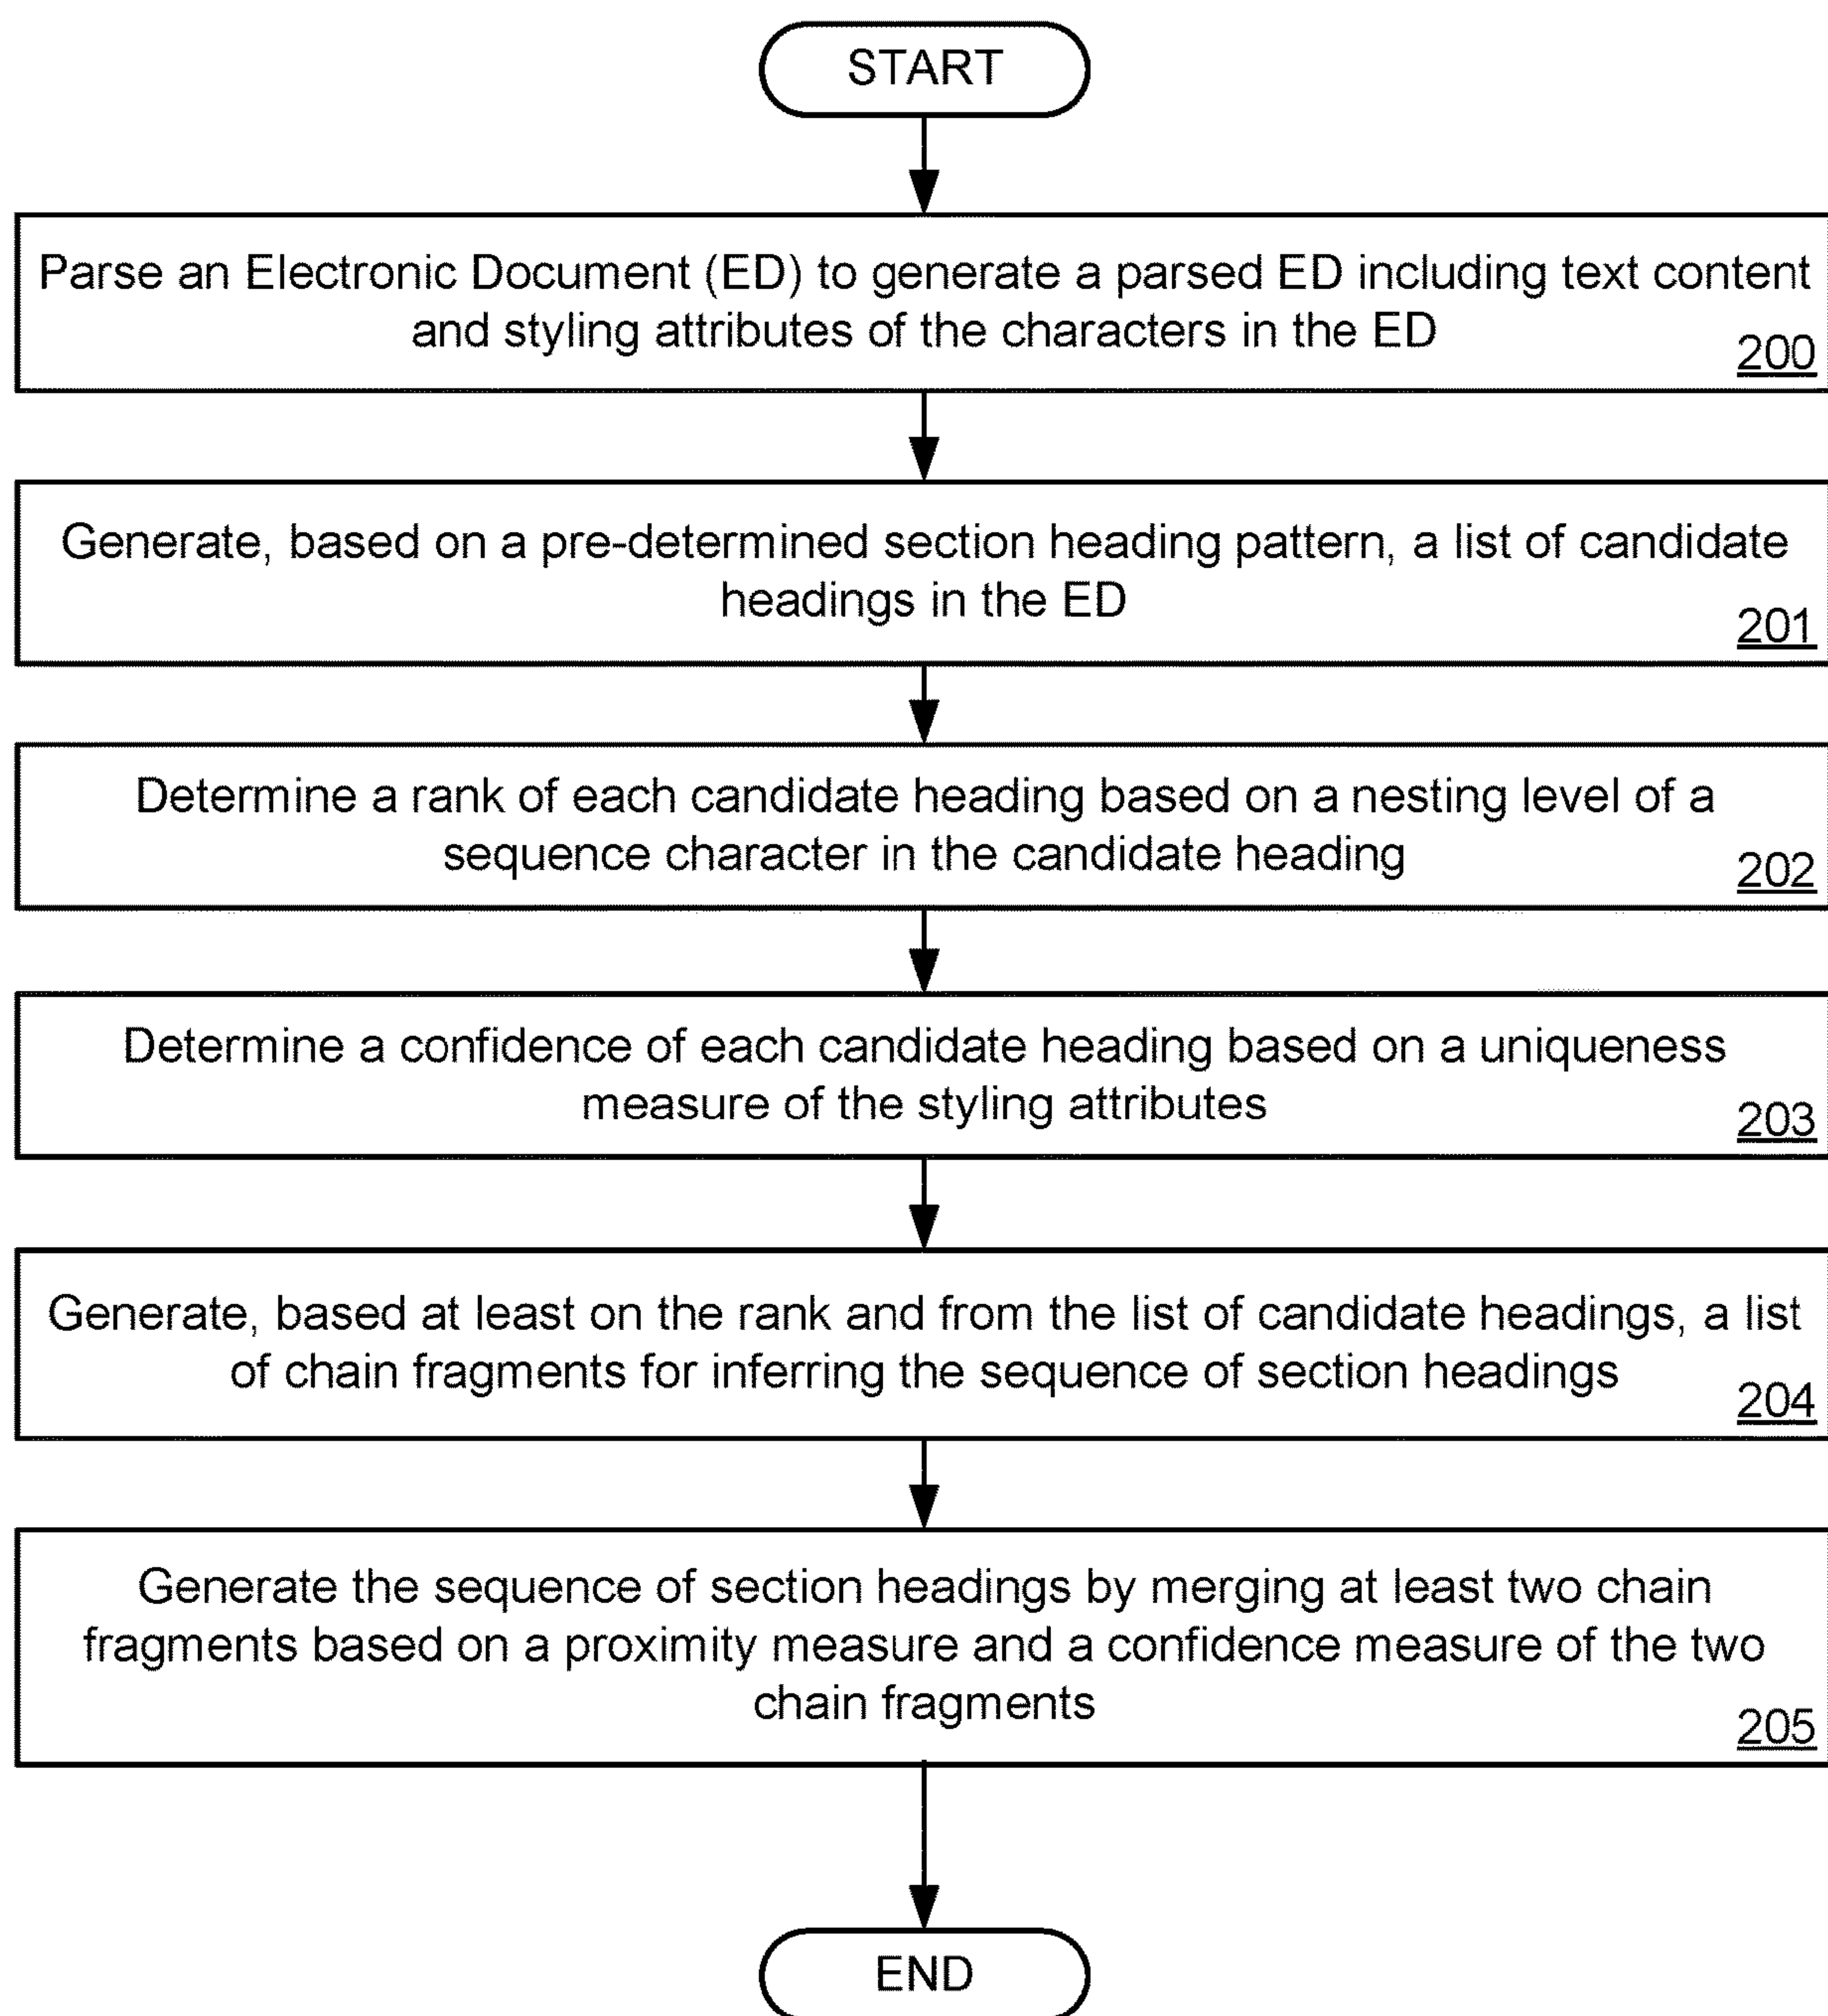 START
Parse an Electronic Document (ED) to generate a parsed ED including text content
and styling attributes of the characters in the ED
200
Generate, based on a pre-determined section heading pattern, a list of candidate
headings in the ED
201
Determine a rank of each candidate heading based on a nesting level of a
sequence character in the candidate heading
202
Determine a confidence of each candidate heading based on a uniqueness
measure of the styling attributes
203
Generate, based at least on the rank and from the list of candidate headings, a list
of chain fragments for inferring the sequence of section headings
204
Generate the sequence of section headings by merging at least two chain
fragments based on a proximity measure and a confidence measure of the two
chain fragments
205
END